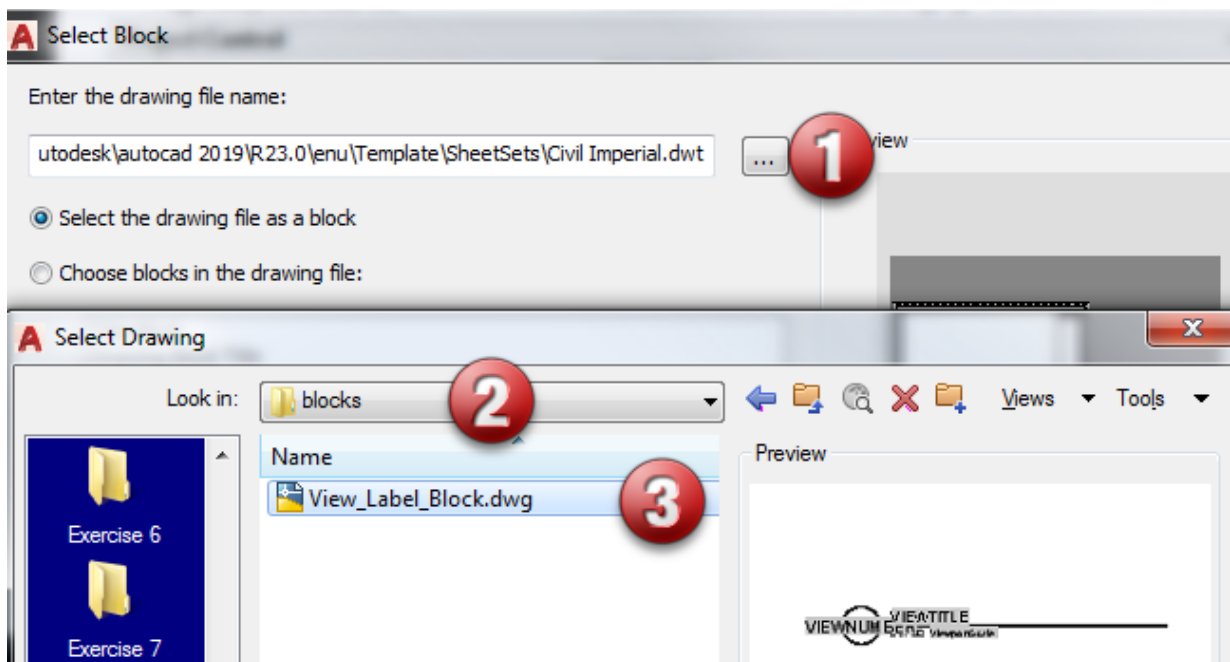 Select Block
Enter the drawing file name:
utodesk\autocad 2019\R23.0\enu\Template\SheetSets\Civil Imperial.dwt
...
1
view
Select the drawing file as a block
Choose blocks in the drawing file:
Select Drawing
x
Look in:
blocks
2
Views
Tools
Name
Preview
View_Label_Block.dwg
3
Exercise 6
Exercise 7
VIEWNUM